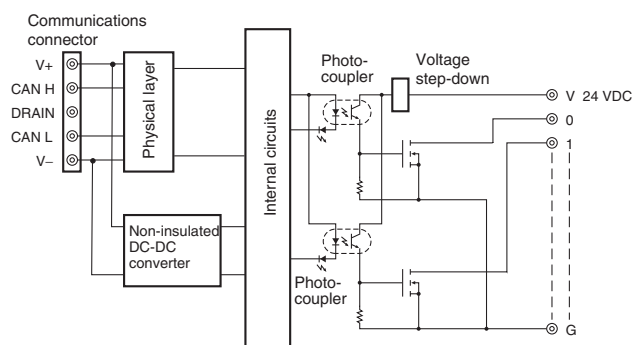 Communications
connector
V+
CAN H
DRAIN
CAN L
V−
Physical layer
Non-insulated
DC-DC
converter
Internal circuits
Photo-
coupler
Voltage
step-down
Photo-
coupler
V 24 VDC
0
1
G